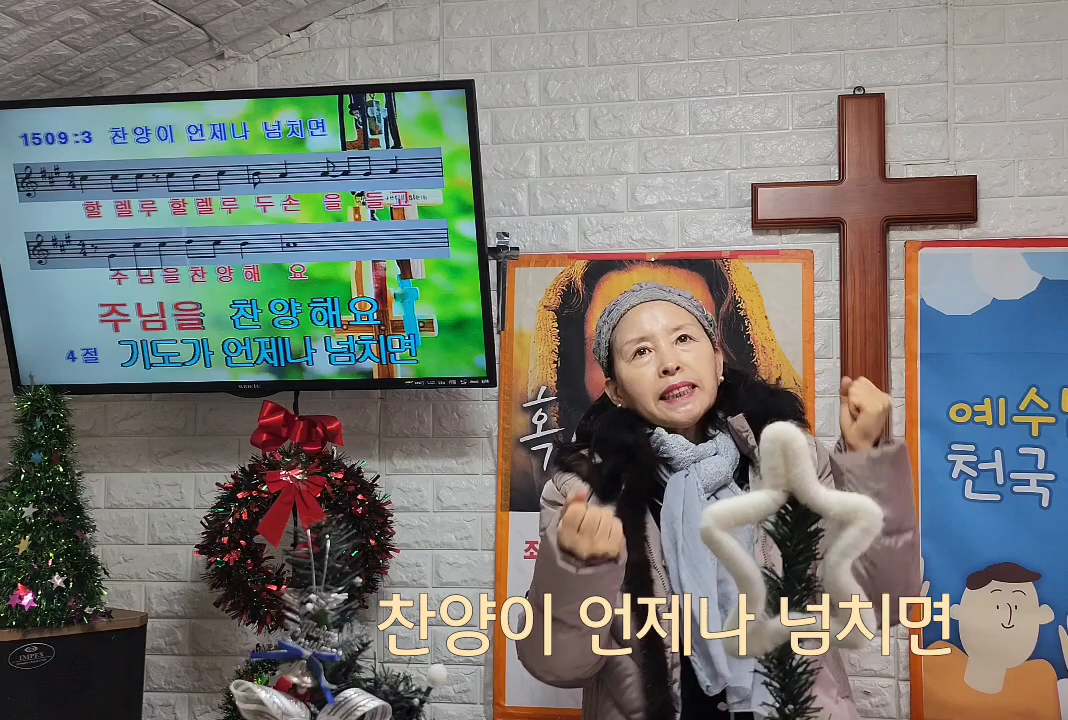 1509:3 찬양이 언제나 넘치면
할렐루할렐루 두손 을 들고
주님을찬양해 요
주님을 찬양해요
4절 기도가 언제나 넘치면
혹
예수
천국
죄
IMPEX
찬양이 언제나 넘치면